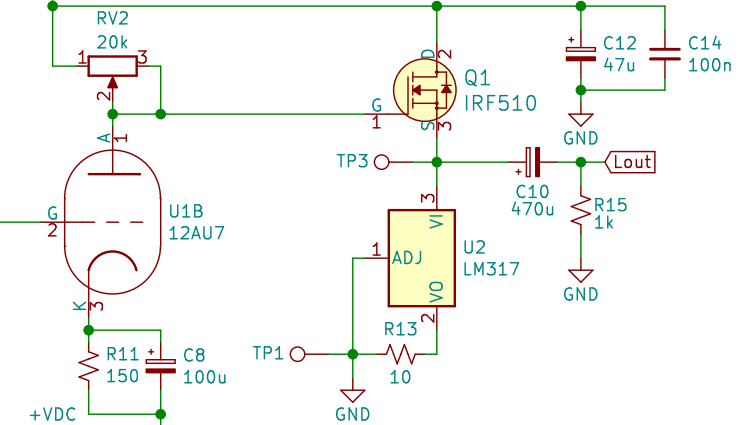 RV2
20k
1
3
2
A
1
G
2
U1B
12AU7
K
3
R11
150
C8
100u
+VDC
D
2
Q1
IRF510
G
1
S
3
TP3
C10
470u
Lout
R15
1k
GND
C12
47u
C14
100n
GND
3
VI
1
ADJ
U2
LM317
VO
2
R13
10
TP1
GND